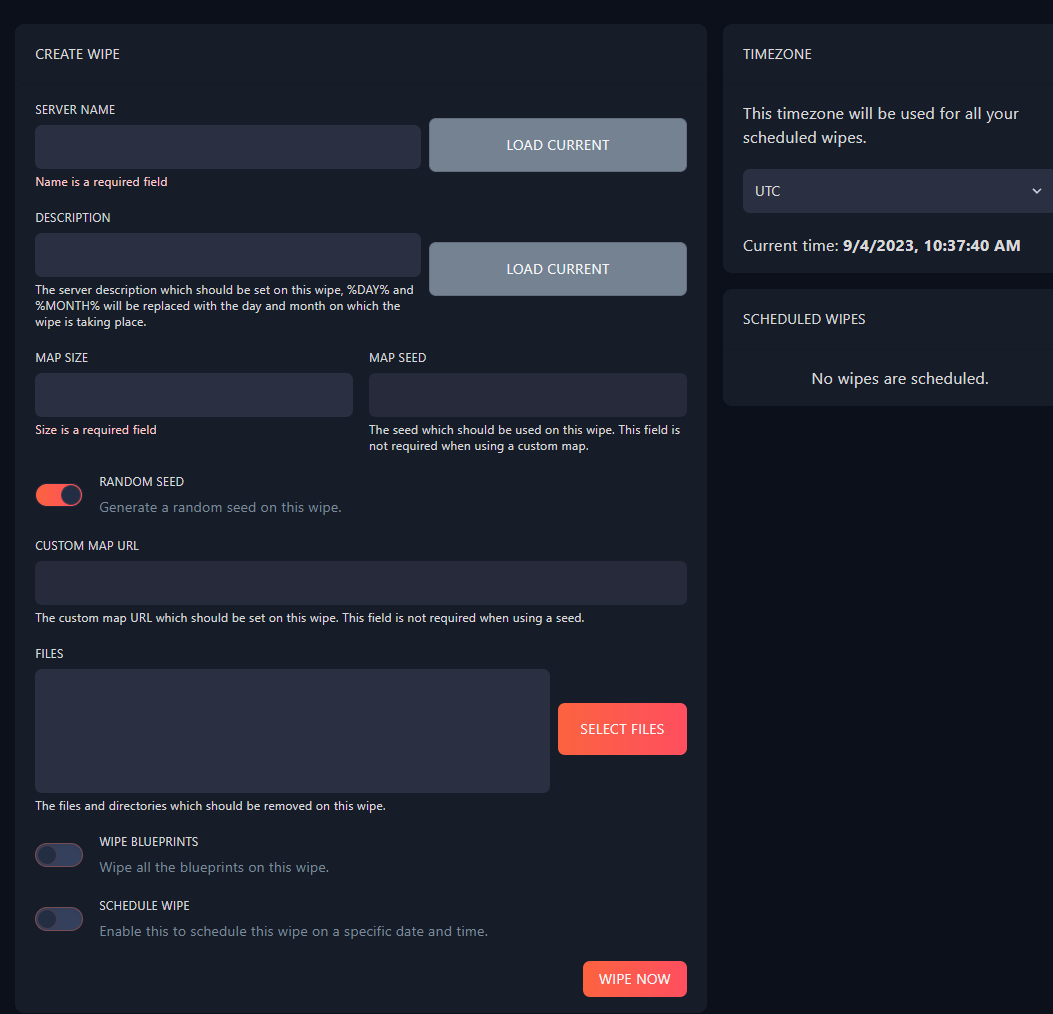 CREATE WIPE
SERVER NAME
LOAD CURRENT
Name is a required field
DESCRIPTION
LOAD CURRENT
The server description which should be set on this wipe, %DAY% and
%MONTH% will be replaced with the day and month on which the
wipe is taking place.
MAP SIZE
Size is a required field
MAP SEED
The seed which should be used on this wipe. This field is
not required when using a custom map.
RANDOM SEED
Generate a random seed on this wipe.
CUSTOM MAP URL
The custom map URL which should be set on this wipe. This field is not required when using a seed.
FILES
SELECT FILES
The files and directories which should be removed on this wipe.
WIPE BLUEPRINTS
Wipe all the blueprints on this wipe.
SCHEDULE WIPE
Enable this to schedule this wipe on a specific date and time.
WIPE NOW
TIMEZONE
This timezone will be used for all your
scheduled wipes.
UTC
Current time: 9/4/2023, 10:37:40 AM
SCHEDULED WIPES
No wipes are scheduled.